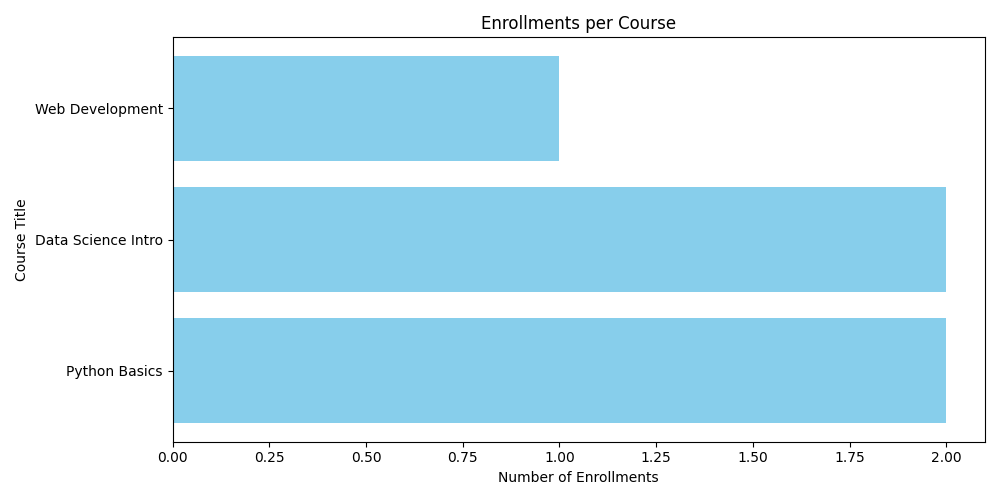 Enrollments per Course
Web Development
Data Science Intro
Python Basics
Course Title
0.00 0.25 0.50 0.75 1.00 1.25 1.50 1.75 2.00
Number of Enrollments